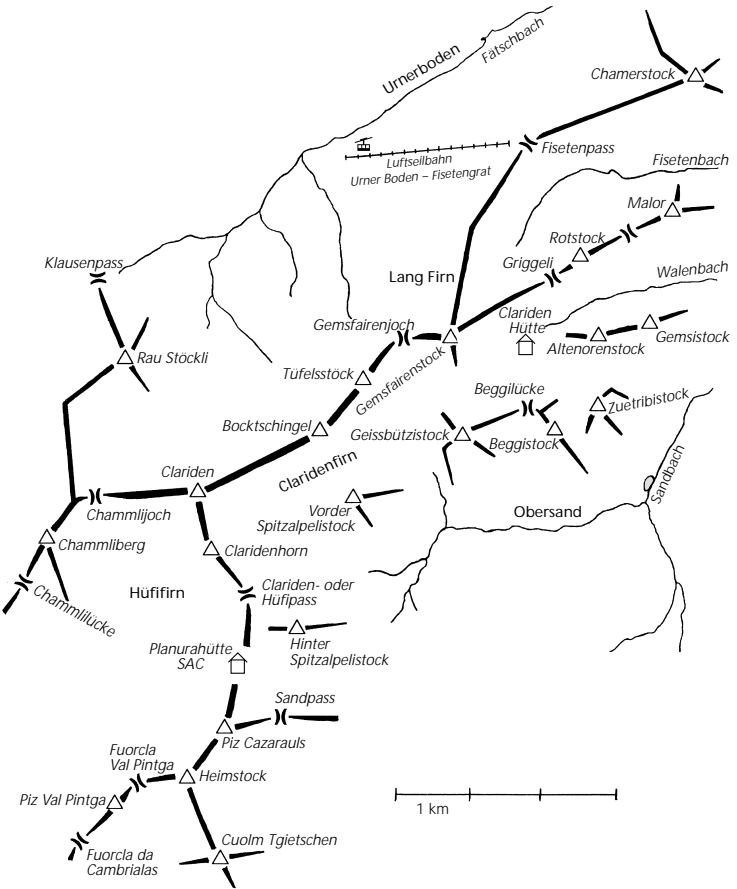 Urnerboden
Fätschbach
Chamerstock
Luftseilbahn
Urner Boden – Fisetengrat
Fisetenpass
Fisetenbach
Malor
Rotstock
Griggeli
Klausenpass
Lang Firn
Walenbach
Clariden
Hütte
Gemsfairenjoch
Gemsistock
Altenorenstock
Rau Stöckli
Gemsfairenstock
Tüfelsstöck
Beggilücke
Zuetribistock
Bocktschingel
Geissbützistock
Beggistock
Claridenfirn
Clariden
Sandbach
Chammlijoch
Vorder
Spitzalpelistock
Obersand
Chammliberg
Claridenhorn
Hüfifirn
Clariden- oder
Hüfipass
Chammlilücke
Planurahütte
SAC
Hinter
Spitzalpelistock
Sandpass
Piz Cazarauls
Fuorcla
Val Pintga
Heimstock
Piz Val Pintga
1 km
Cuolm Tgietschen
Fuorcla da
Cambrialas